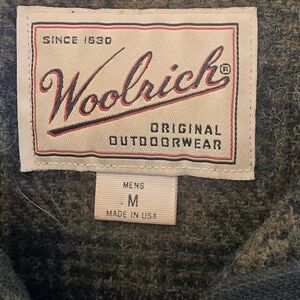 SINCE 1830
Woolrich®
ORIGINAL
OUTDOORWEAR
MENS
M
MADE IN USA